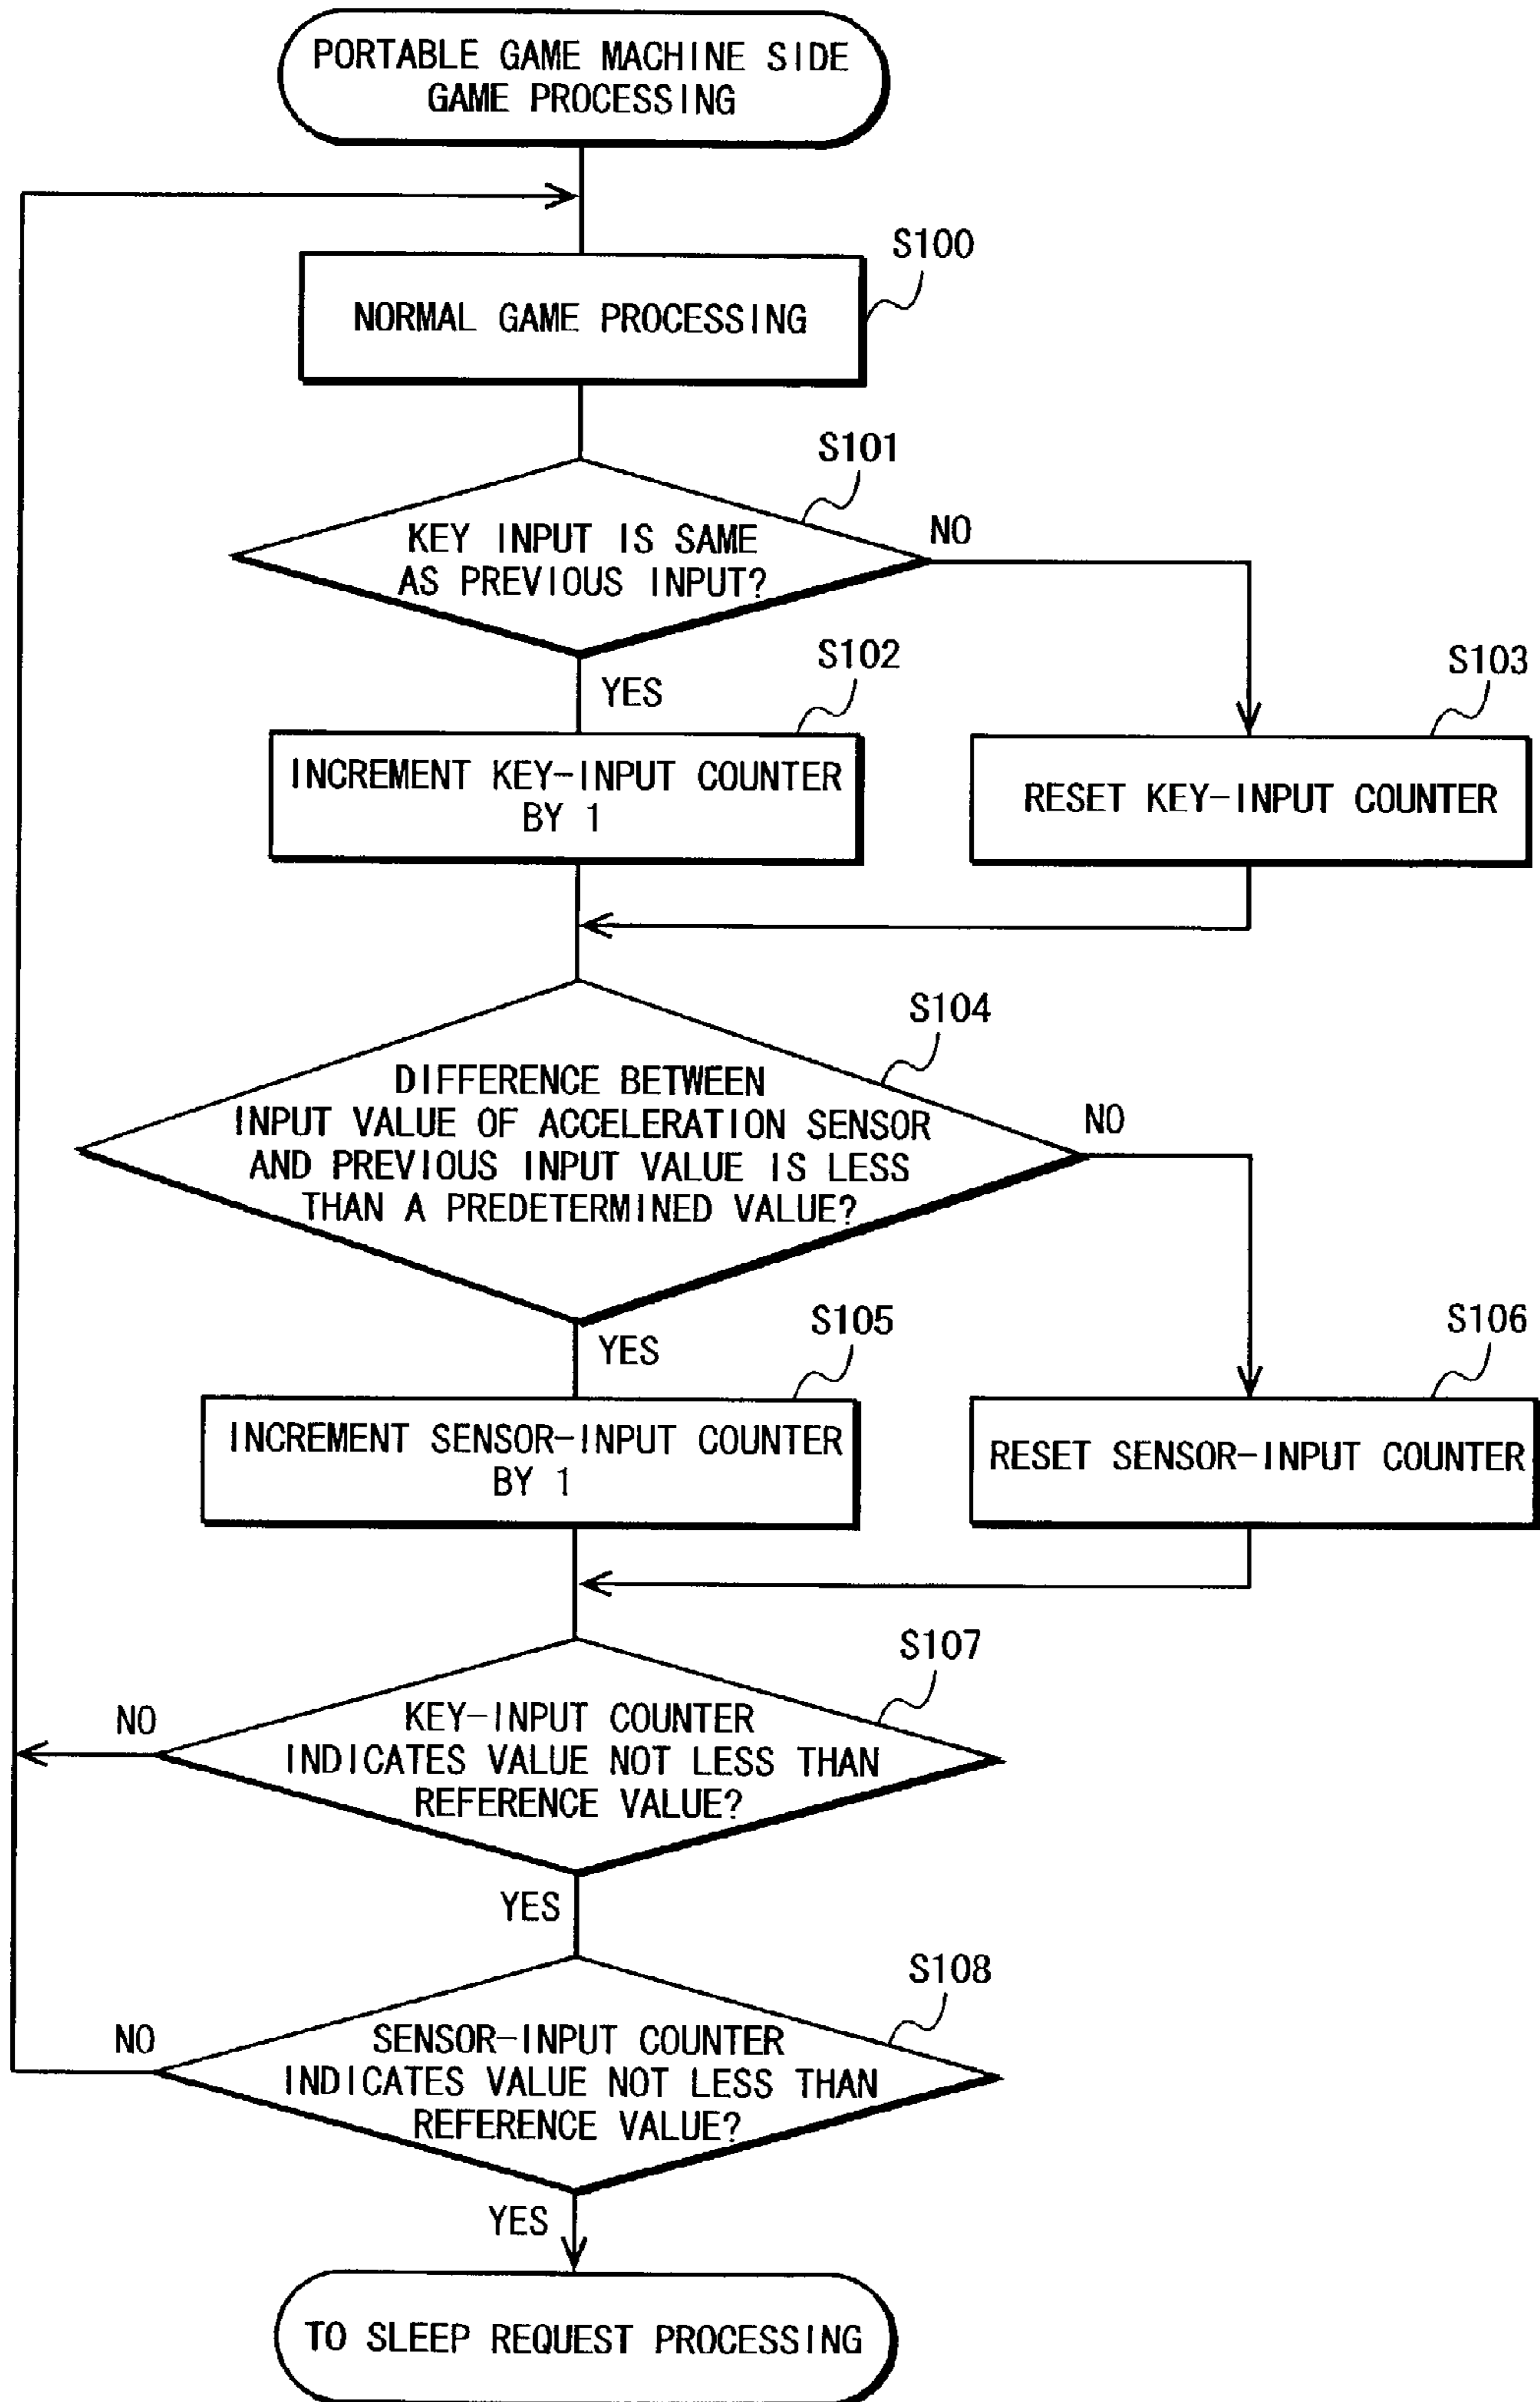 PORTABLE GAME MACHINE SIDE
GAME PROCESSING
S100
NORMAL GAME PROCESSING
S101
KEY INPUT IS SAME
AS PREVIOUS INPUT?
NO
YES
S102
INCREMENT KEY-INPUT COUNTER
BY 1
S103
RESET KEY-INPUT COUNTER
S104
DIFFERENCE BETWEEN
INPUT VALUE OF ACCELERATION SENSOR
AND PREVIOUS INPUT VALUE IS LESS
THAN A PREDETERMINED VALUE?
NO
YES
S105
INCREMENT SENSOR-INPUT COUNTER
BY 1
S106
RESET SENSOR-INPUT COUNTER
S107
KEY-INPUT COUNTER
INDICATES VALUE NOT LESS THAN
REFERENCE VALUE?
NO
YES
S108
SENSOR-INPUT COUNTER
INDICATES VALUE NOT LESS THAN
REFERENCE VALUE?
NO
YES
TO SLEEP REQUEST PROCESSING